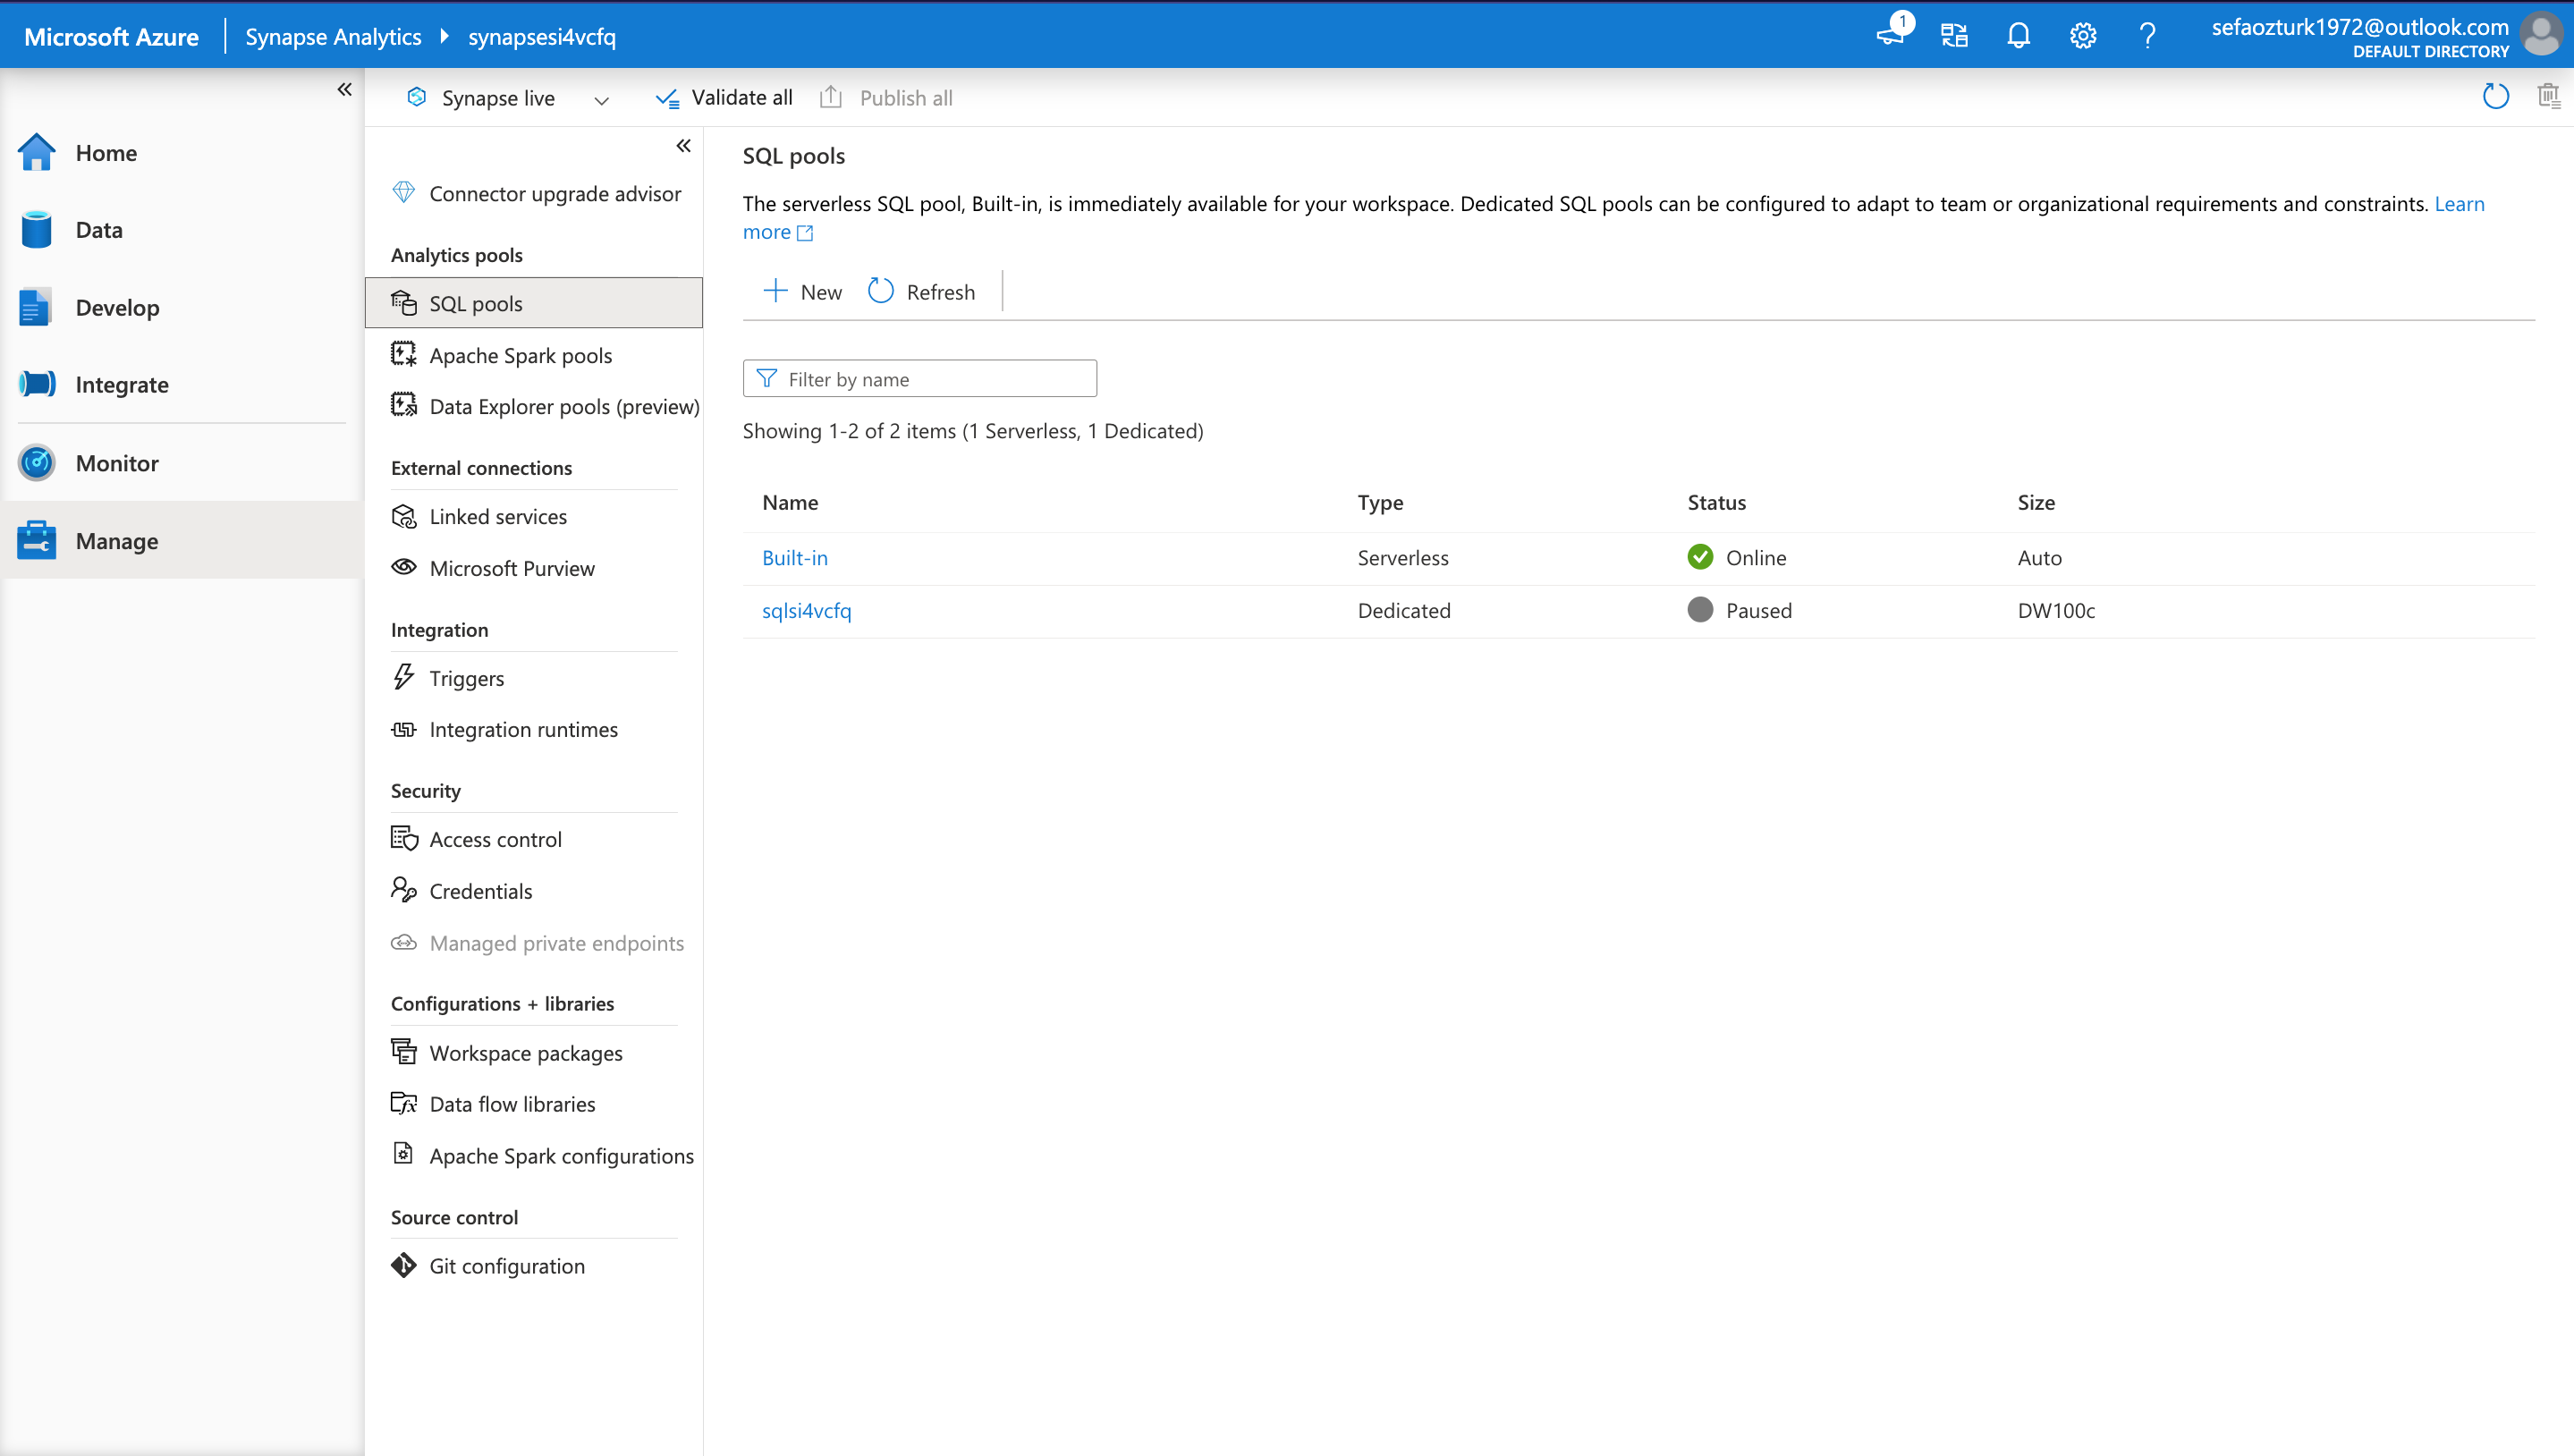 Microsoft Azure
Synapse Analytics
synapsesi4vcfq
1
sefaozturk1972@outlook.com
DEFAULT DIRECTORY
Home
Data
Develop
Integrate
Monitor
Manage
Synapse live
Validate all
Publish all
Connector upgrade advisor
Analytics pools
SQL pools
Apache Spark pools
Data Explorer pools (preview)
External connections
Linked services
Microsoft Purview
Integration
Triggers
Integration runtimes
Security
Access control
Credentials
Managed private endpoints
Configurations + libraries
Workspace packages
Data flow libraries
Apache Spark configurations
Source control
Git configuration
SQL pools
The serverless SQL pool, Built-in, is immediately available for your workspace. Dedicated SQL pools can be configured to adapt to team or organizational requirements and constraints. Learn
more
New
Refresh
Filter by name
Showing 1-2 of 2 items (1 Serverless, 1 Dedicated)
Name Type Status Size
Built-in Serverless Online Auto
sqlsi4vcfq Dedicated Paused DW100c